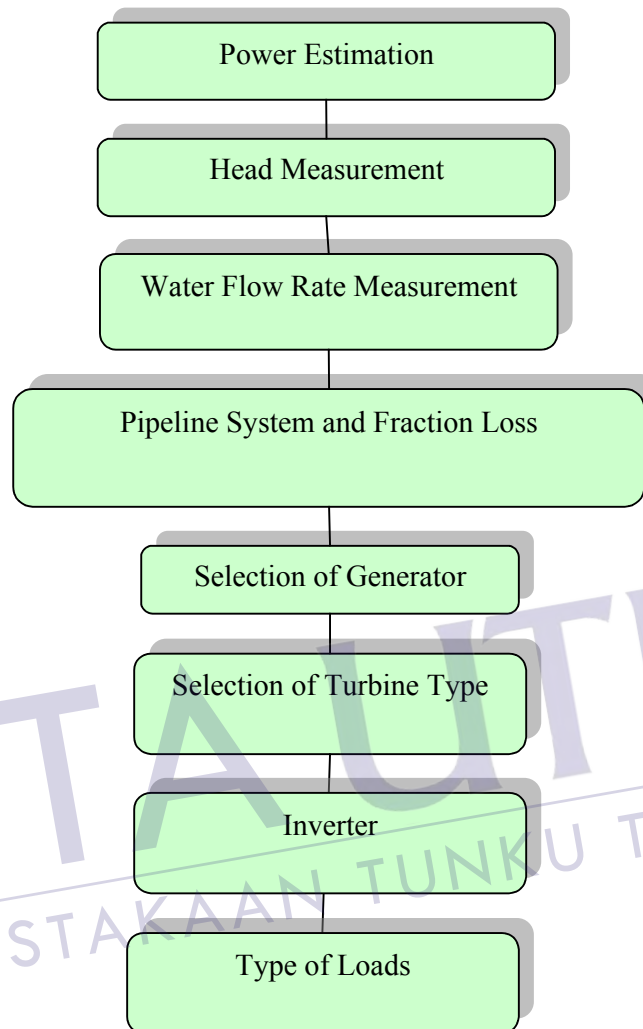 Power Estimation
Head Measurement
Water Flow Rate Measurement
Pipeline System and Fraction Loss
Selection of Generator
Selection of Turbine Type
Inverter
Type of Loads
TAUT
STAKAAN TUNKU T